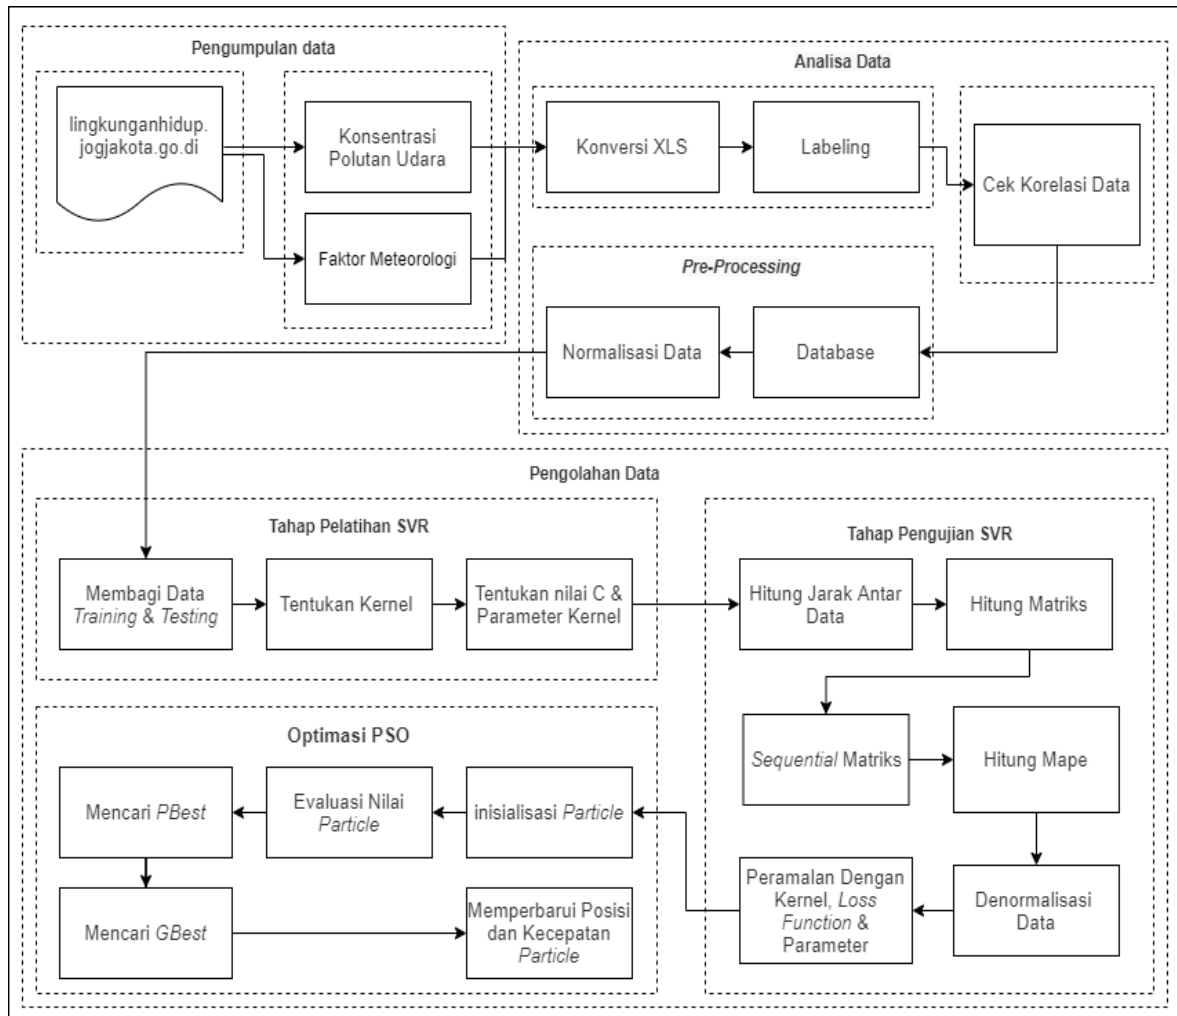 Pengumpulan data
lingkunganhidup.
jogjakota.go.di
Konsentrasi
Polutan Udara
Faktor Meteorologi
Analisa Data
Konversi XLS
Labeling
Cek Korelasi Data
Pre-Processing
Database
Normalisasi Data
Pengolahan Data
Tahap Pelatihan SVR
Membagi Data
Training & Testing
Tentukan Kernel
Tentukan nilai C &
Parameter Kernel
Tahap Pengujian SVR
Hitung Jarak Antar
Data
Hitung Matriks
Sequential Matriks
Hitung Mape
Denormalisasi
Data
Peramalan Dengan
Kernel, Loss
Function &
Parameter
Optimasi PSO
inisialisasi Particle
Evaluasi Nilai
Particle
Mencari PBest
Mencari GBest
Memperbarui Posisi
dan Kecepatan
Particle